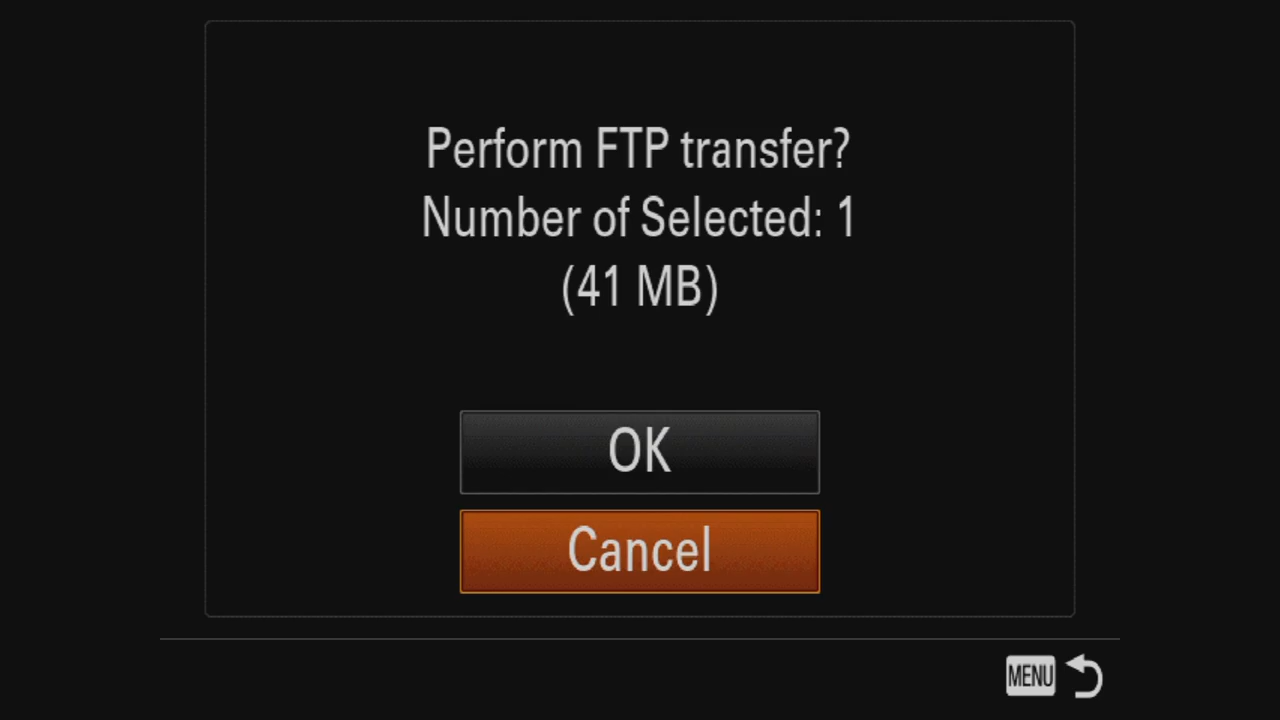 Perform FTP transfer?
Number of Selected: 1
(41 MB)
OK
Cancel
MENU